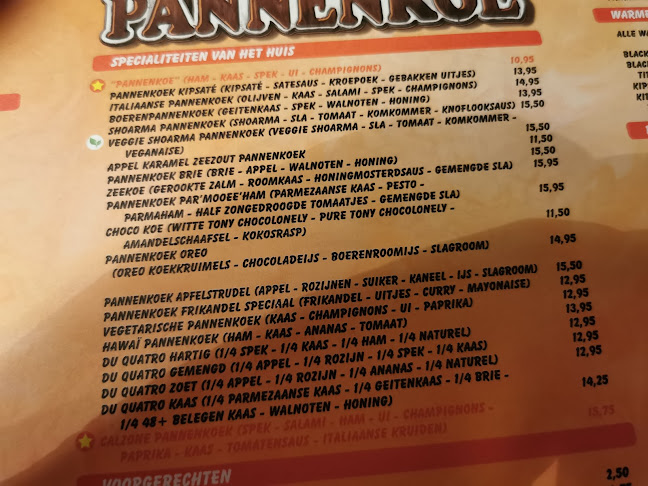 PANNENKOE
SPECIALITEITEN VAN HET HUIS
"PANNENKOE" (HAM - KAAS - SPEK - UI - CHAMPIGNONS) 10,95
PANNENKOEK KIPSATÉ (KIPSATÉ - SATESAUS - KROEPOEK - GEBAKKEN UITJES) 13,95
ITALIAANSE PANNENKOEK (OLIJVEN - KAAS - SALAMI - SPEK - CHAMPIGNONS) 14,95
BOERENPANNENKOEK (GEITENKAAS - SPEK - WALNOTEN - HONING) 13,95
SHOARMA PANNENKOEK (SHOARMA - SLA - TOMAAT - KOMKOMMER - KNOFLOOKSAUS) 15,50
VEGGIE SHOARMA PANNENKOEK (VEGGIE SHOARMA - SLA - TOMAAT - KOMKOMMER -
VEGANAISE) 15,50
APPEL KARAMEL ZEEZOUT PANNENKOEK 11,50
PANNENKOEK BRIE (BRIE - APPEL - WALNOTEN - HONING) 15,50
ZEEKOE (GEROOKTE ZALM - ROOMKAAS - HONINGMOSTERDSAUS - GEMENGDE SLA) 15,95
PANNENKOEK PAR'MOOEE'HAM (PARMEZAANSE KAAS - PESTO -
PARMAHAM - HALF ZONGEDROOGDE TOMAATJES - GEMENGDE SLA) 15,95
CHOCO KOE (WITTE TONY CHOCOLONELY - PURE TONY CHOCOLONELY -
AMANDELSCHAAFSEL - KOKOSRASP) 11,50
PANNENKOEK OREO
(OREO KOEKKRUIMELS - CHOCOLADEIJS - BOERENROOMIJS - SLAGROOM) 14,95
PANNENKOEK APFELSTRUDEL (APPEL - ROZIJNEN - SUIKER - KANEEL - IJS - SLAGROOM) 15,50
PANNENKOEK FRIKANDEL SPECIAAL (FRIKANDEL - UITJES - CURRY - MAYONAISE) 12,95
VEGETARISCHE PANNENKOEK (KAAS - CHAMPIGNONS - UI - PAPRIKA) 12,95
HAWAÏ PANNENKOEK (HAM - KAAS - ANANAS - TOMAAT) 13,95
DU QUATRO HARTIG (1/4 SPEK - 1/4 KAAS - 1/4 HAM - 1/4 NATUREL) 12,95
DU QUATRO GEMENGD (1/4 APPEL - 1/4 ROZIJN - 1/4 SPEK - 1/4 KAAS) 12,95
DU QUATRO ZOET (1/4 APPEL - 1/4 ROZIJN - 1/4 ANANAS - 1/4 NATUREL) 12,95
DU QUATRO KAAS (1/4 PARMEZAANSE KAAS - 1/4 GEITENKAAS - 1/4 BRIE -
1/4 48+ BELEGEN KAAS - WALNOTEN - HONING) 14,25
CALZONE PANNENKOEK (SPEK - SALAMI - HAM - UI - CHAMPIGNONS -
PAPRIKA - KAAS - TOMATENSAUS - ITALIAANSE KRUIDEN) 15,75
VOORGERECHTEN
2,50
WARME
ALLE WA
BLACK
BLAC
TIT
KIP
KIT